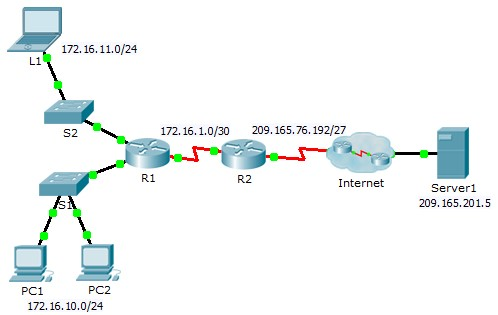 L1
172.16.11.0/24
S2
172.16.1.0/30
209.165.76.192/27
R1
R2
Internet
Server1
209.165.201.5
S1
PC1
PC2
172.16.10.0/24